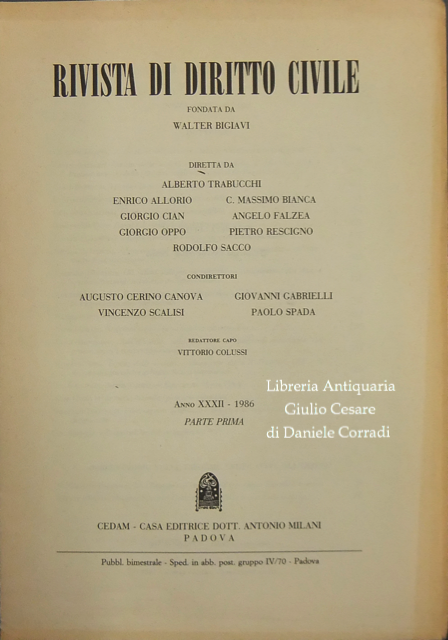 RIVISTA DI DIRITTO CIVILE
FONDATA DA
WALTER BIGIAVI
DIRETTA DA
ALBERTO TRABUCCHI
ENRICO ALLORIO C. MASSIMO BIANCA
GIORGIO CIAN ANGELO FALZEA
GIORGIO OPPO PIETRO RESCIGNO
RODOLFO SACCO
CONDIRETTORI
AUGUSTO CERINO CANOVA GIOVANNI GABRIELLI
VINCENZO SCALISI PAOLO SPADA
REDATTORE CAPO
VITTORIO COLUSSI
Libreria Antiquaria
Giulio Cesare
di Daniele Corradi
ANNO XXXII - 1986
PARTE PRIMA
CEDAM - CASA EDITRICE DOTT. ANTONIO MILANI
PADOVA
Pubbl. bimestrale - Sped. in abb. post. gruppo IV/70 - Padova